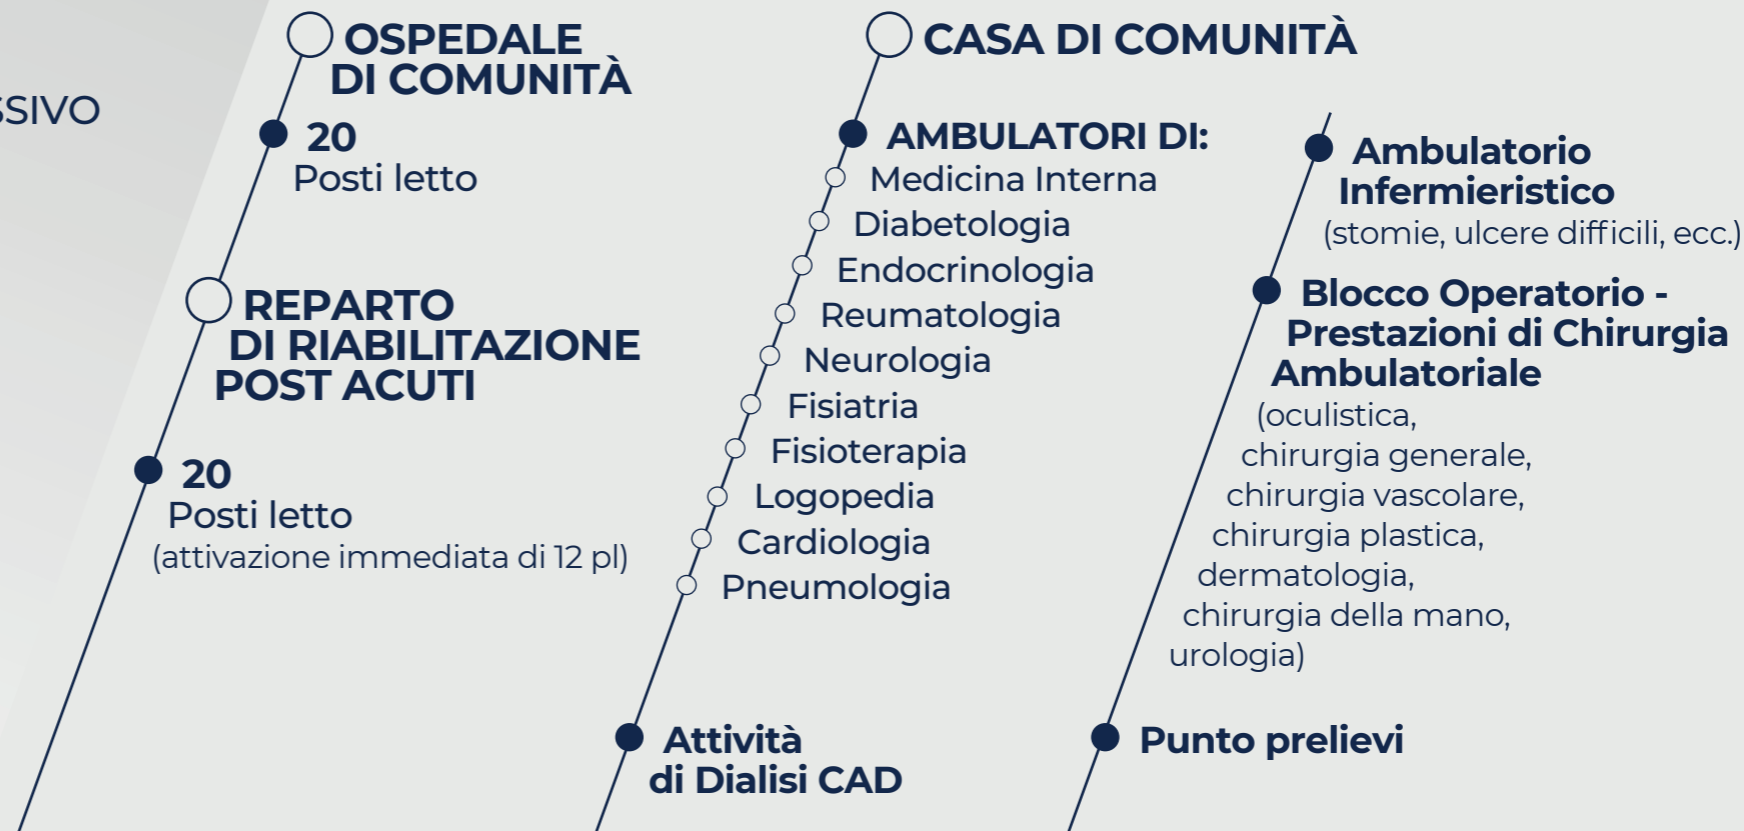 SSIVO
OSPEDALE
DI COMUNITÀ
20
Posti letto
REPARTO
DI RIABILITAZIONE
POST ACUTI
20
Posti letto
(attivazione immediata di 12 pl)
CASA DI COMUNITÀ
AMBULATORI DI:
Medicina Interna
Diabetologia
Endocrinologia
Reumatologia
Neurologia
Fisiatria
Fisioterapia
Logopedia
Cardiologia
Pneumologia
Attività
di Dialisi CAD
Ambulatorio
Infermieristico
(stomie, ulcere difficili, ecc.)
Blocco Operatorio -
Prestazioni di Chirurgia
Ambulatoriale
(oculistica,
chirurgia generale,
chirurgia vascolare,
chirurgia plastica,
dermatologia,
chirurgia della mano,
urologia)
Punto prelievi